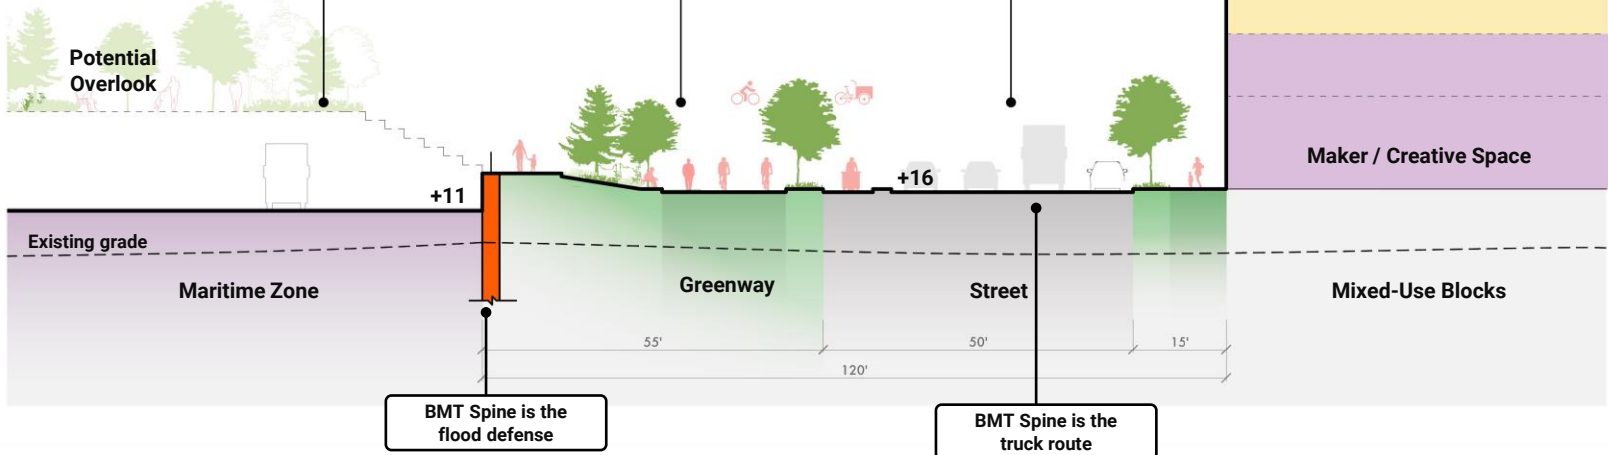 Potential
Overlook
+11
+16
Maker / Creative Space
Existing grade
Maritime Zone
Greenway
Street
Mixed-Use Blocks
55'
50'
15'
120'
BMT Spine is the
flood defense
BMT Spine is the
truck route